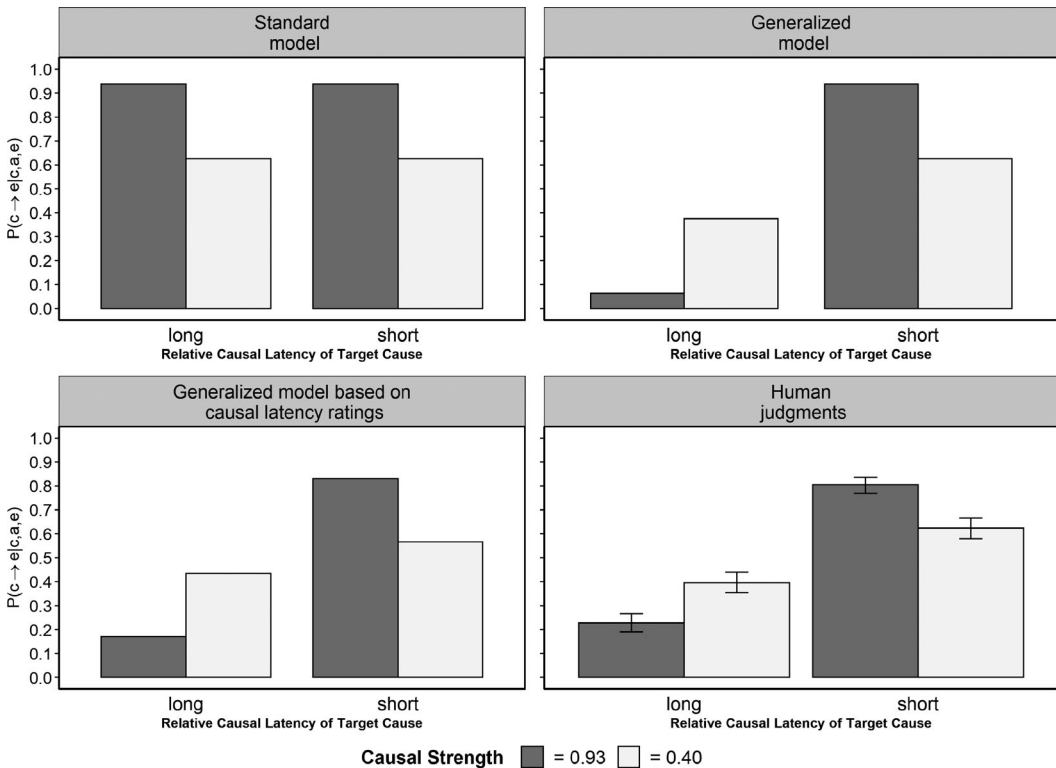 Standard
model
Generalized
model
P(c → e|c,a,e)
1.0
0.9
0.8
0.7
0.6
0.5
0.4
0.3
0.2
0.1
0.0
long short
Relative Causal Latency of Target Cause
long short
Relative Causal Latency of Target Cause
Generalized model based on
causal latency ratings
Human
judgments
P(c → e|c,a,e)
1.0
0.9
0.8
0.7
0.6
0.5
0.4
0.3
0.2
0.1
0.0
long short
Relative Causal Latency of Target Cause
long short
Relative Causal Latency of Target Cause
Causal Strength = 0.93 = 0.40